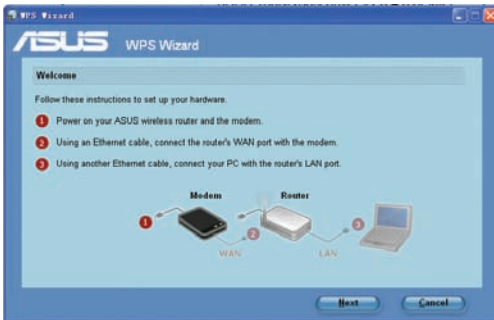 WPS Wizard
ASUS WPS Wizard
Welcome
Follow these instructions to set up your hardware.
1 Power on your ASUS wireless router and the modem.
2 Using an Ethernet cable, connect the router's WAN port with the modem.
3 Using another Ethernet cable, connect your PC with the router's LAN port.
Modem Router
1 2 3
WAN LAN
Next Cancel